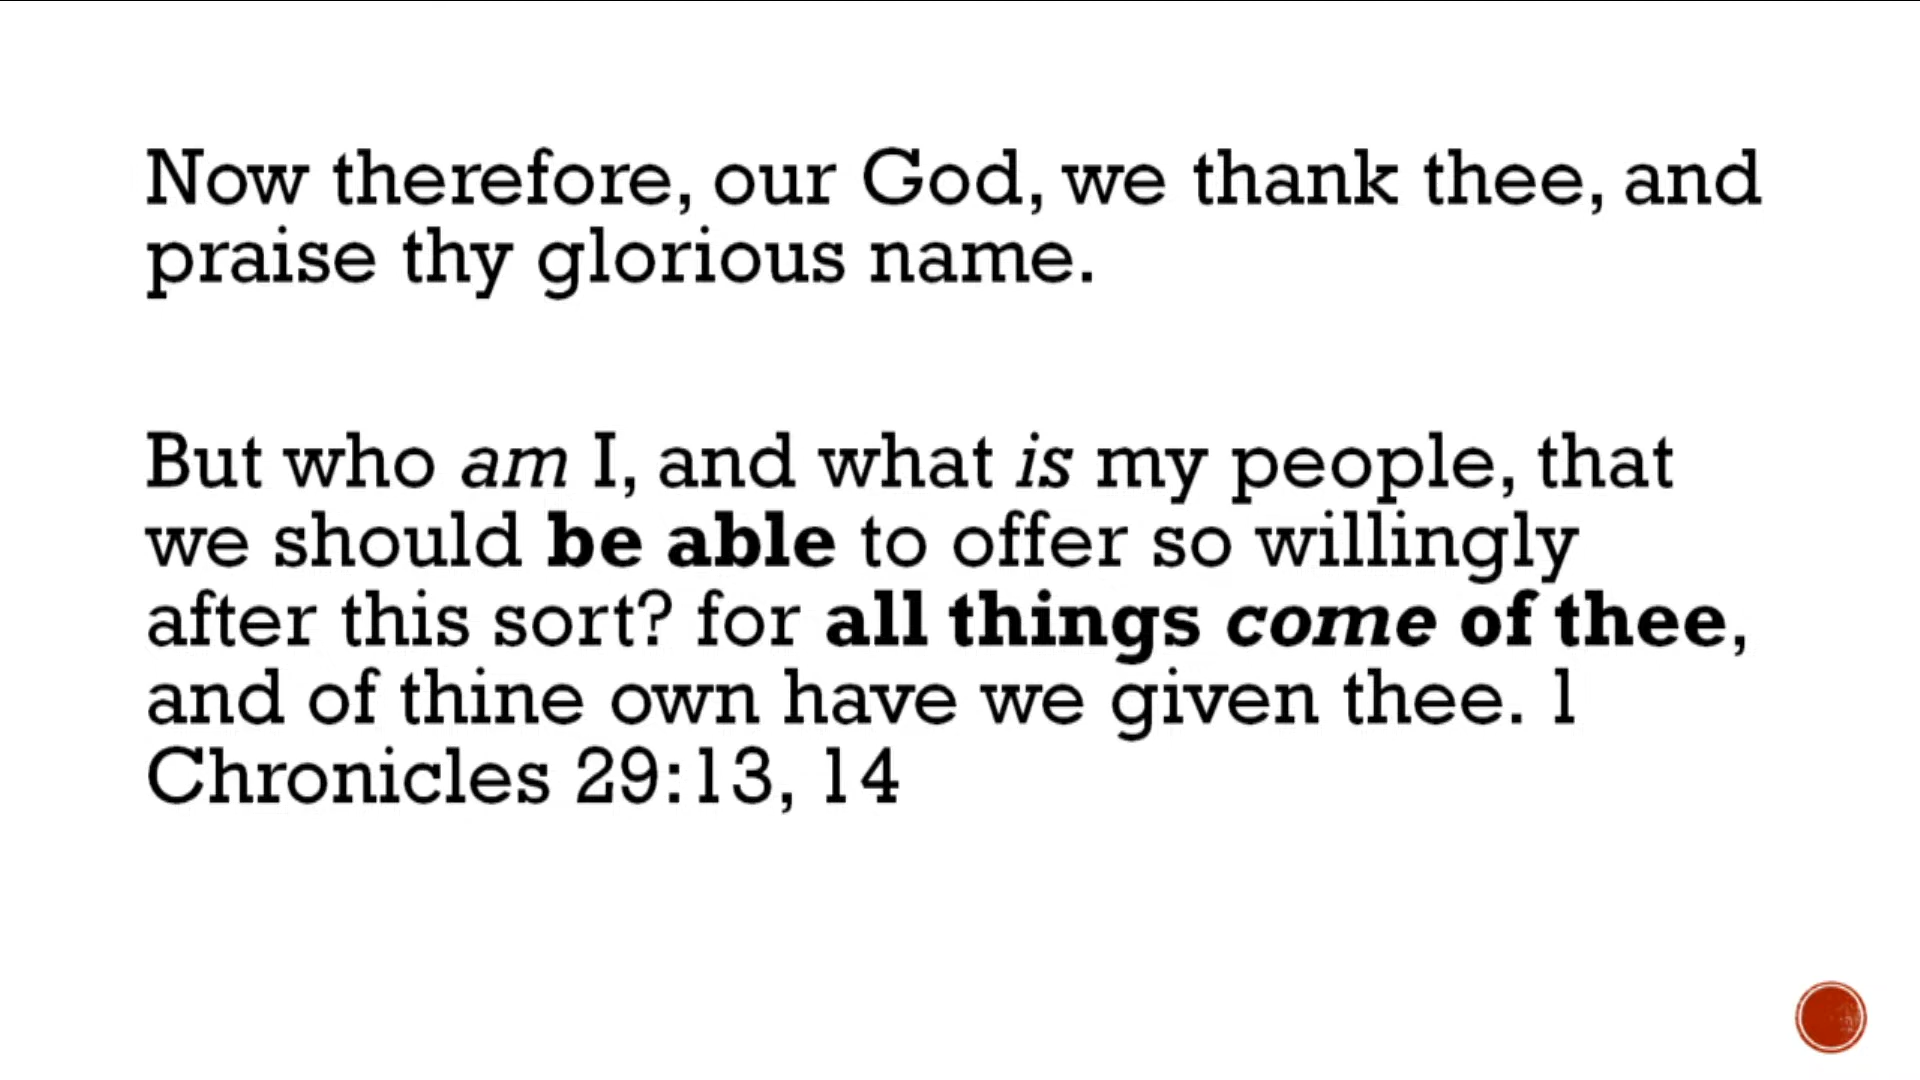 Now therefore, our God, we thank thee, and
praise thy glorious name.
But who am I, and what is my people, that
we should be able to offer so willingly
after this sort? for all things come of thee,
and of thine own have we given thee. 1
Chronicles 29:13, 14